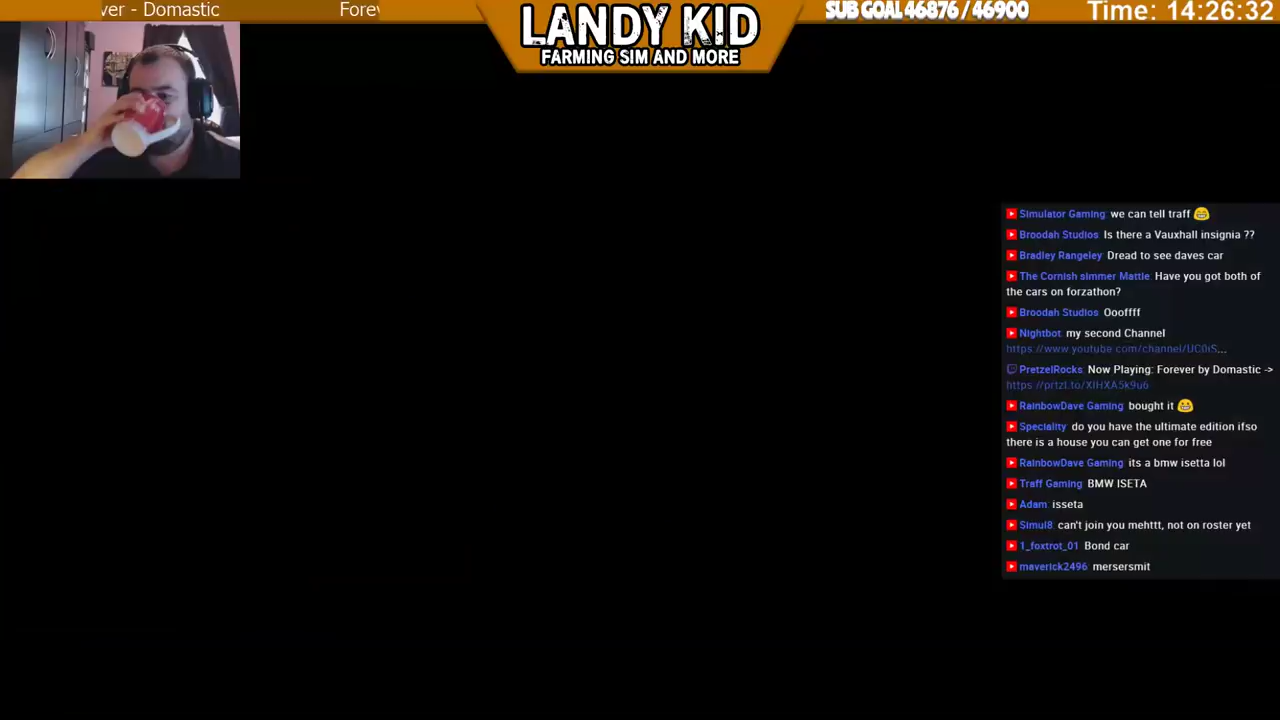 ver - Domastic
Forev
LANDY KID
FARMING SIM AND MORE
SUB GOAL 46876 / 46900
Time: 14:26:32
Simulator Gaming we can tell traff 😂
Broodah Studios Is there a Vauxhall insignia ??
Bradley Rangeley Dread to see daves car
The Cornish simmer Mattie Have you got both of
the cars on forzathon?
Broodah Studios Oooffff
Nightbot my second Channel
https://www.youtube.com/channel/UC0iS...
PretzelRocks Now Playing: Forever by Domastic ->
https://prtzl.to/XIHXA5k9u6
RainbowDave Gaming bought it 😀
Speciality do you have the ultimate edition ifso
there is a house you can get one for free
RainbowDave Gaming its a bmw isetta lol
Traff Gaming BMW ISETA
Adam isseta
Simul8 can't join you mehttt, not on roster yet
1_foxtrot_01 Bond car
maverick2496 mersersmit